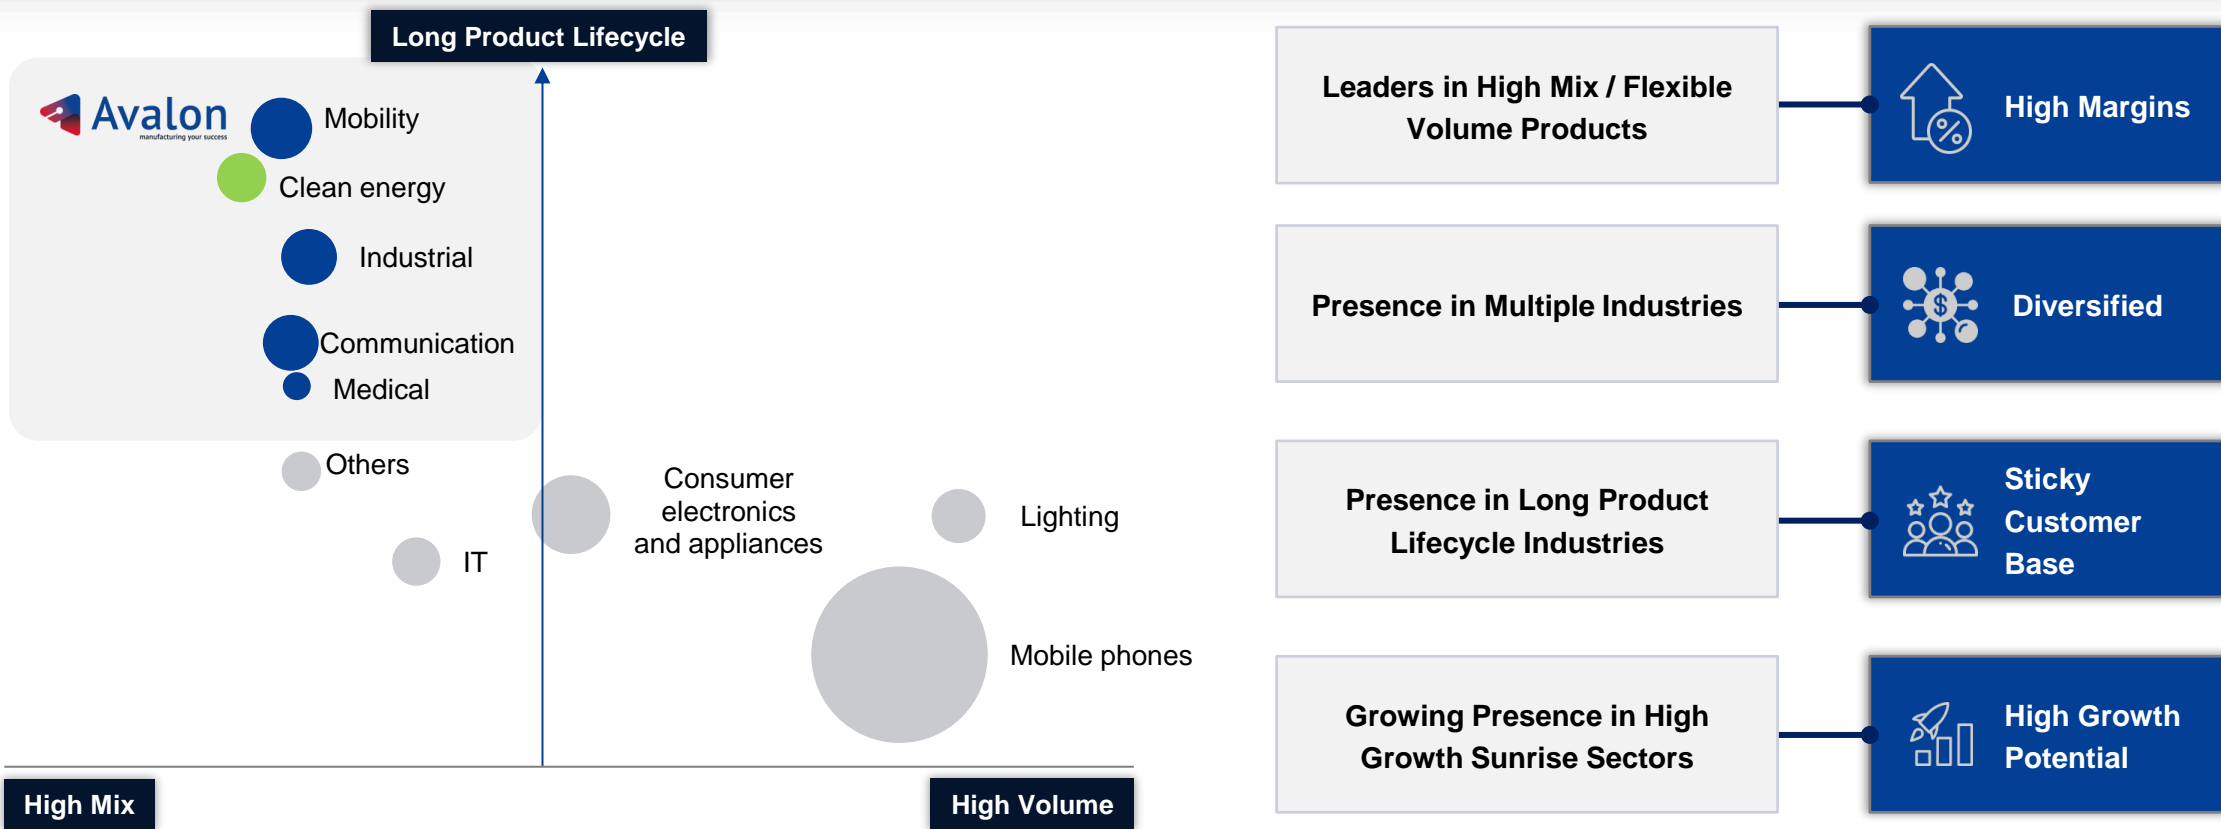 Long Product Lifecycle
Avalon
manufacturing your success
Mobility
Clean energy
Industrial
Communication
Medical
Others
Consumer
electronics
and appliances
Lighting
IT
Mobile phones
High Mix
High Volume
Leaders in High Mix / Flexible
Volume Products
%
High Margins
Presence in Multiple Industries
$
Diversified
Presence in Long Product
Lifecycle Industries
Sticky
Customer
Base
Growing Presence in High
Growth Sunrise Sectors
High Growth
Potential